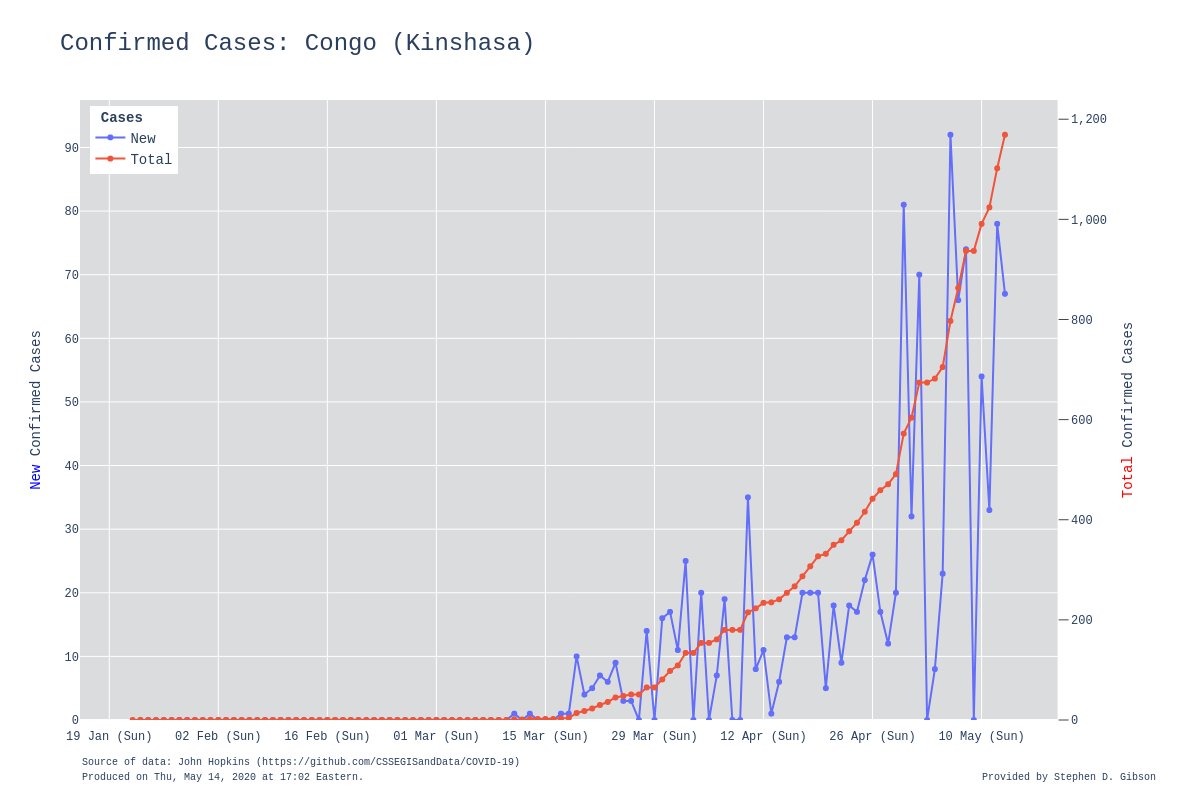 Confirmed Cases: Congo (Kinshasa)
Cases
New
Total
90
80
70
60
50
40
30
20
10
0
New Confirmed Cases
1,200
1,000
800
600
400
200
0
Total Confirmed Cases
19 Jan (Sun) 02 Feb (Sun) 16 Feb (Sun) 01 Mar (Sun) 15 Mar (Sun) 29 Mar (Sun) 12 Apr (Sun) 26 Apr (Sun) 10 May (Sun)
Source of data: John Hopkins (https://github.com/CSSEGISandData/COVID-19)
Produced on Thu, May 14, 2020 at 17:02 Eastern.
Provided by Stephen D. Gibson